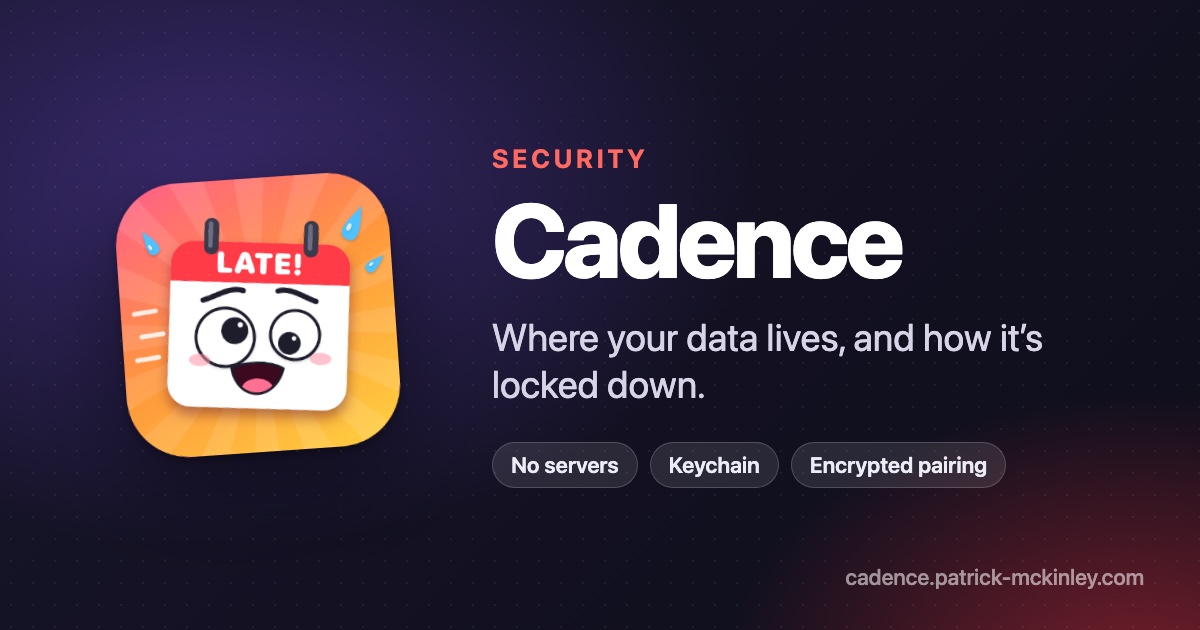 LATE!
SECURITY
Cadence
Where your data lives, and how it’s
locked down.
No servers
Keychain
Encrypted pairing
cadence.patrick-mckinley.com